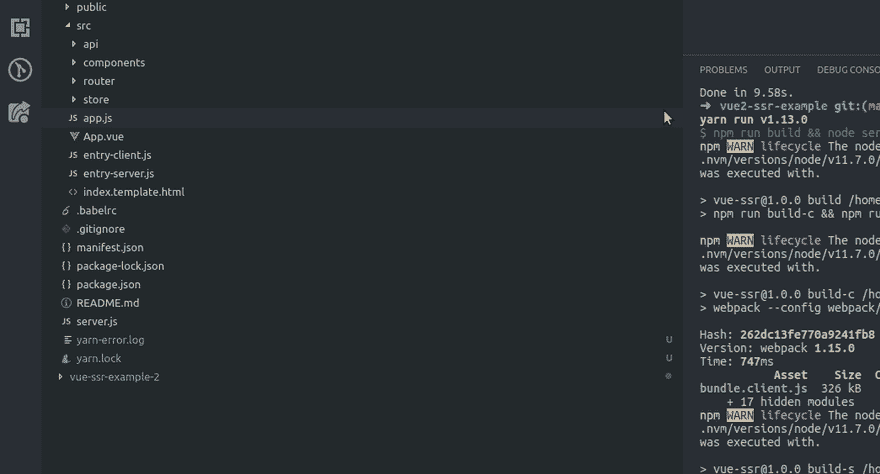 public
src
api
components
router
store
JS app.js
App.vue
JS entry-client.js
JS entry-server.js
<> index.template.html
.babelrc
.gitignore
{} manifest.json
{} package-lock.json
{} package.json
README.md
JS server.js
yarn-error.log U
yarn.lock U
vue-ssr-example-2
PROBLEMS OUTPUT DEBUG CONSO
Done in 9.58s.
➜ vue2-ssr-example git:(ma
yarn run v1.13.0
$ npm run build && node ser
npm WARN lifecycle The node
.nvm/versions/node/v11.7.0/
was executed with.
> vue-ssr@1.0.0 build /home
> npm run build-c && npm ru
npm WARN lifecycle The node
.nvm/versions/node/v11.7.0/
was executed with.
> vue-ssr@1.0.0 build-c /ho
> webpack --config webpack/
Hash: 262dc13fe770a9241fb8
Version: webpack 1.15.0
Time: 747ms
Asset Size C
bundle.client.js 326 kB
+ 17 hidden modules
npm WARN lifecycle The node
.nvm/versions/node/v11.7.0/
was executed with.
> vue-ssr@1.0.0 build-s /ho